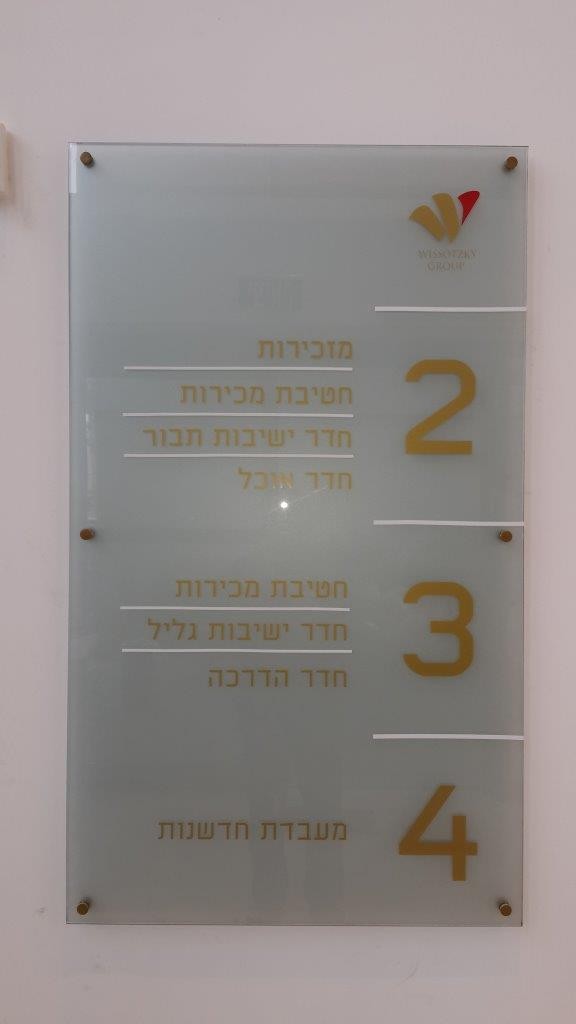 WISSOTZKY
GROUP
2
מזכירות
חטיבת מכירות
חדר ישיבות תבור
חדר אוכל
3
חטיבת מכירות
חדר ישיבות גליל
חדר הדרכה
4
מעבדת חדשנות